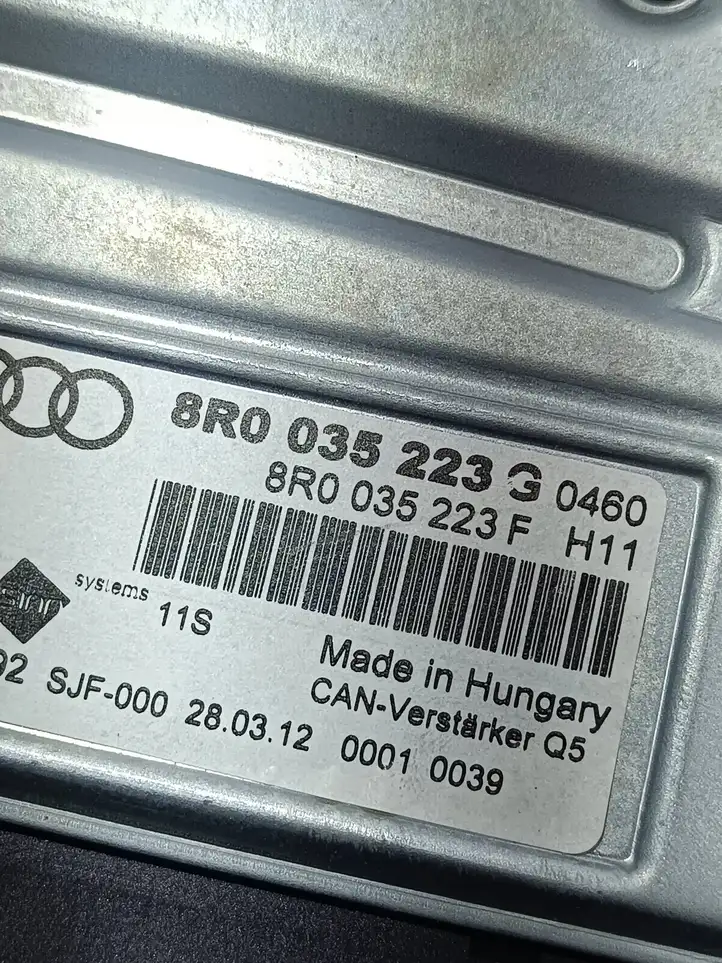 8R0 035 223 G 0460
8R0 035 223 F H11
systems 11S
Made in Hungary
CAN-Verstärker Q5
92 SJF-000 28.03.12 0001 0039